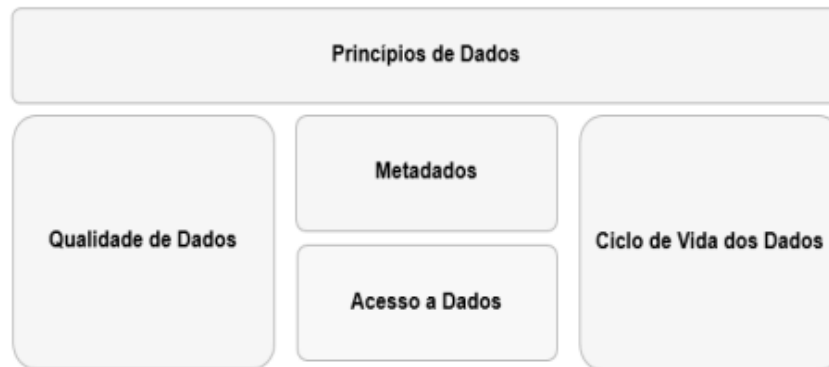 Princípios de Dados
Metadados
Qualidade de Dados
Ciclo de Vida dos Dados
Acesso a Dados